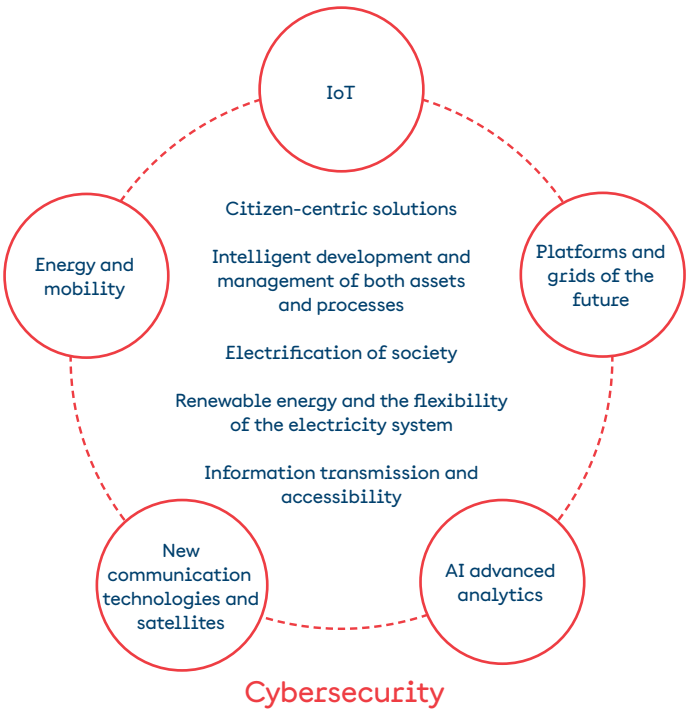 IoT
Citizen-centric solutions
Intelligent development and
management of both assets
and processes
Electrification of society
Renewable energy and the flexibility
of the electricity system
Information transmission and
accessibility
Energy and
mobility
Platforms and
grids of the
future
New
communication
technologies and
satellites
AI advanced
analytics
Cybersecurity